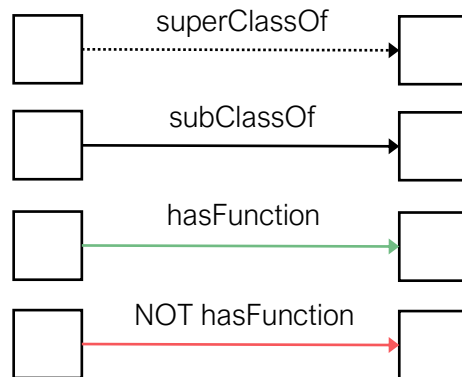 superClassOf
subClassOf
hasFunction
NOT hasFunction